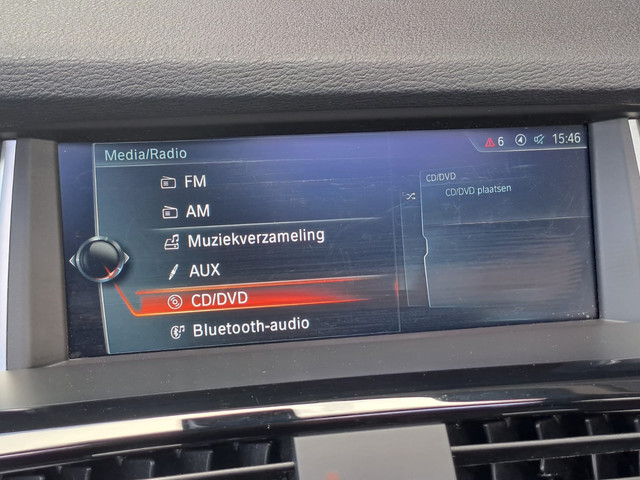 Media/Radio
6 15:46
FM
AM
Muziekverzameling
AUX
CD/DVD
Bluetooth-audio
CD/DVD
CD/DVD plaatsen